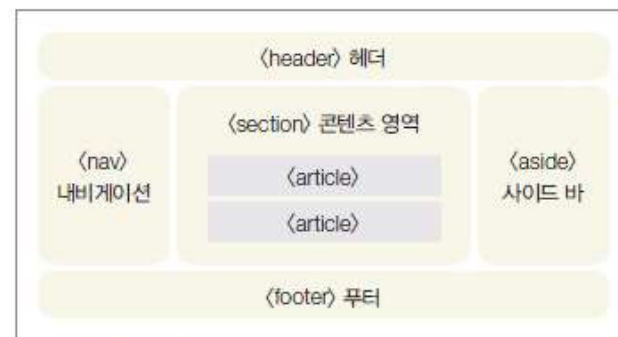 〈header〉 헤더
〈nav〉
내비게이션
〈section〉 콘텐츠 영역
〈article〉
〈article〉
〈aside〉
사이드 바
〈footer〉 푸터